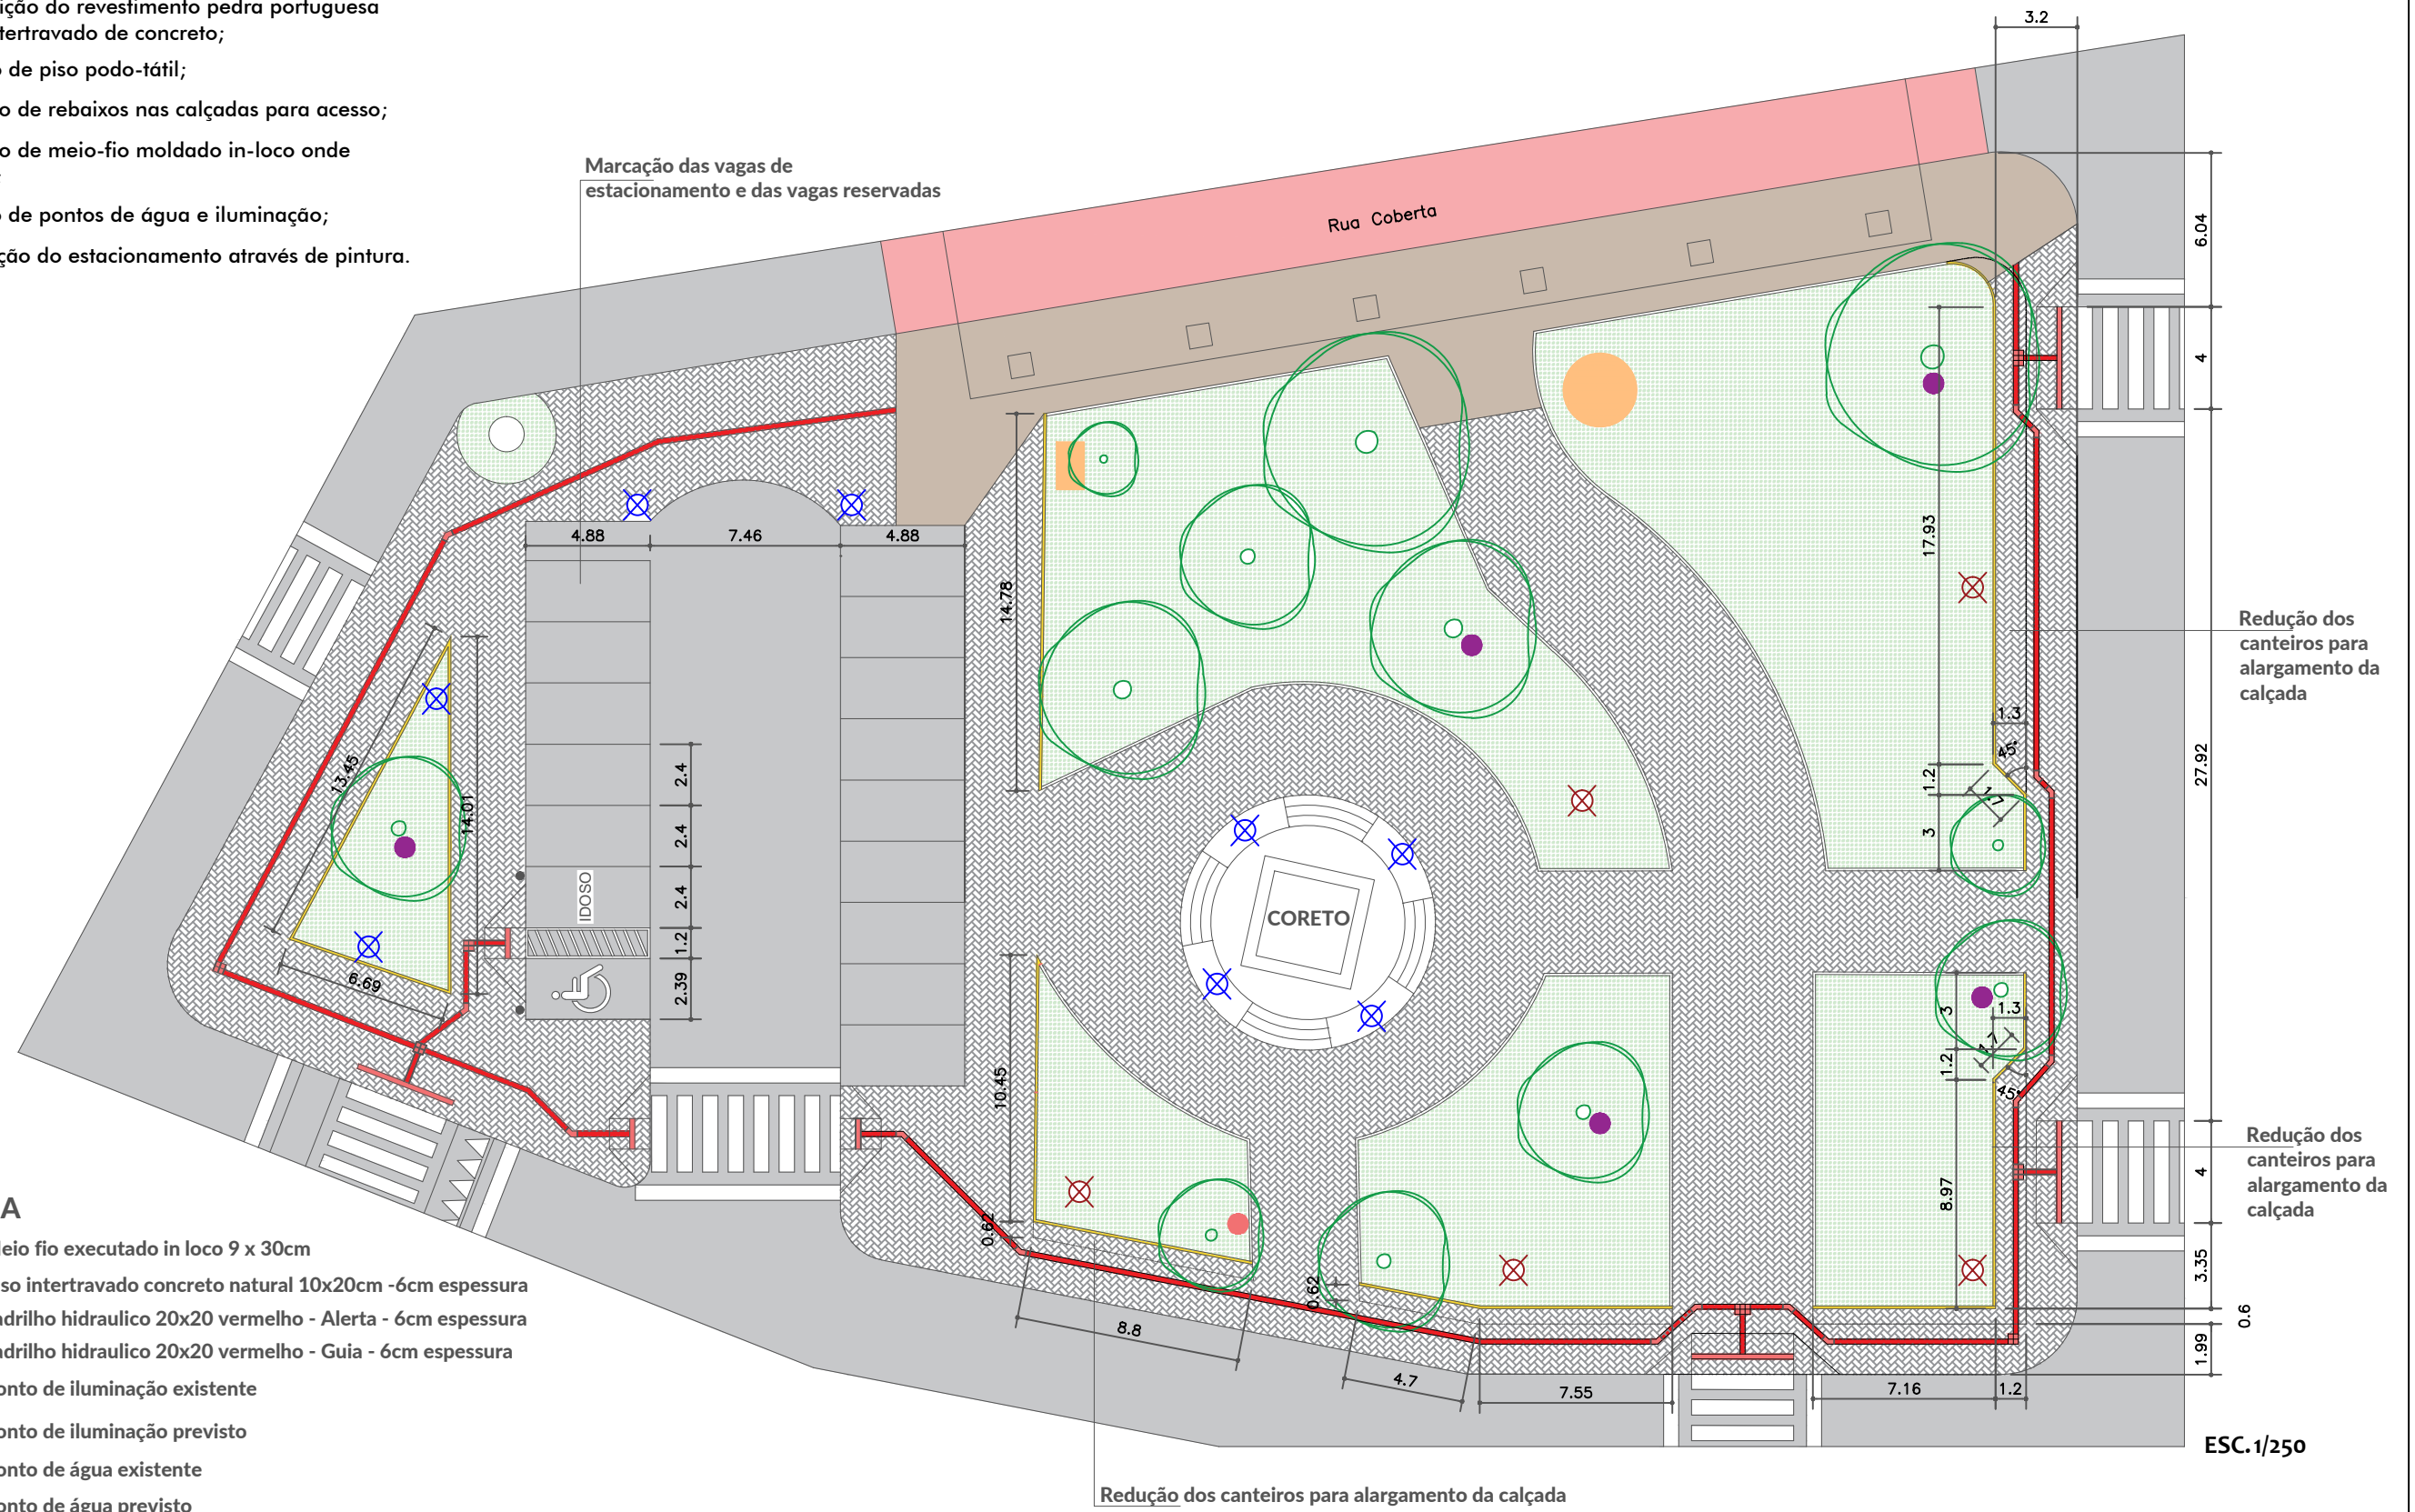 ição do revestimento pedra portuguesa
tertravado de concreto;
de piso podo-tátil;
o de rebaixos nas calçadas para acesso;
o de meio-fio moldado in-loco onde
de pontos de água e iluminação;
ção do estacionamento através de pintura.
Marcação das vagas de
estacionamento e das vagas reservadas
3.2
Rua Coberta
6.04
4
27.92
4
3.35
0.6
1.99
4.88
7.46
4.88
14.78
17.93
1.3
45°
1.2
1.7
3
Redução dos
canteiros para
alargamento da
calçada
13.45
14.01
6.69
2.4
2.4
2.4
1.2
2.39
IDOSO
CORETO
10.45
0.62
3
1.3
1.7
1.2
45°
8.97
Redução dos
canteiros para
alargamento da
calçada
0.62
8.8
4.7
7.55
7.16
1.2
A
eio fio executado in loco 9 x 30cm
so intertravado concreto natural 10x20cm -6cm espessura
adrilho hidraulico 20x20 vermelho - Alerta - 6cm espessura
adrilho hidraulico 20x20 vermelho - Guia - 6cm espessura
onto de iluminação existente
onto de iluminação previsto
onto de água existente
onto de água previsto
Redução dos canteiros para alargamento da calçada
ESC.1/250